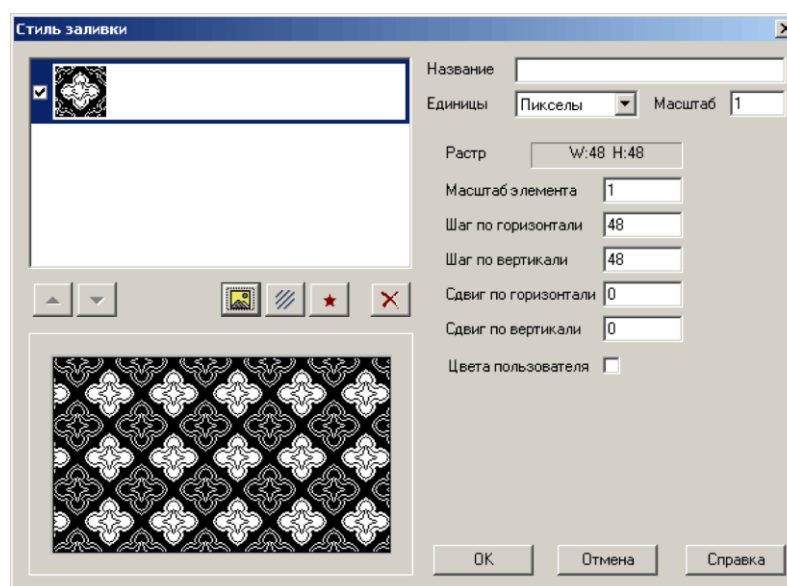 Стиль заливки
Название
Единицы Пикселы Масштаб 1
Растр W:48 H:48
Масштаб элемента 1
Шаг по горизонтали 48
Шаг по вертикали 48
Сдвиг по горизонтали 0
Сдвиг по вертикали 0
Цвета пользователя
OK Отмена Справка